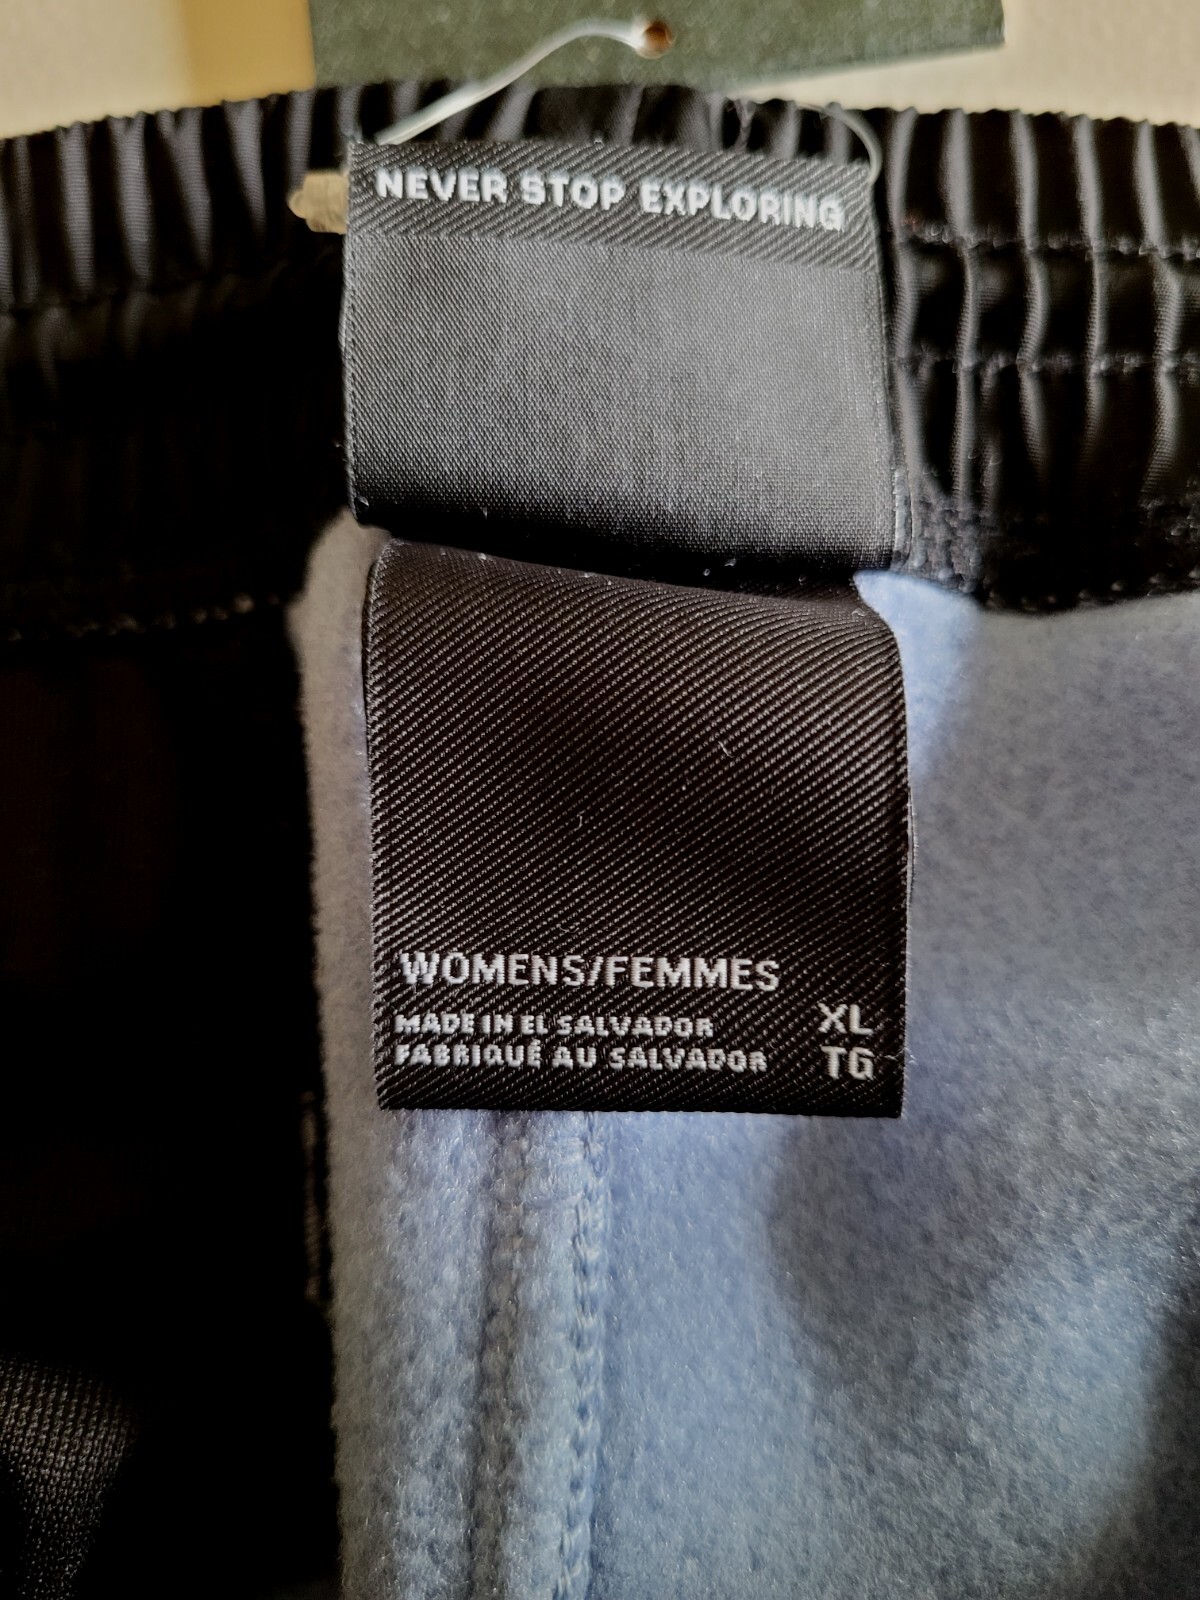 NEVER STOP EXPLORING
WOMENS/FEMMES
MADE IN EL SALVADOR XL
FABRIQUÉ AU SALVADOR TG